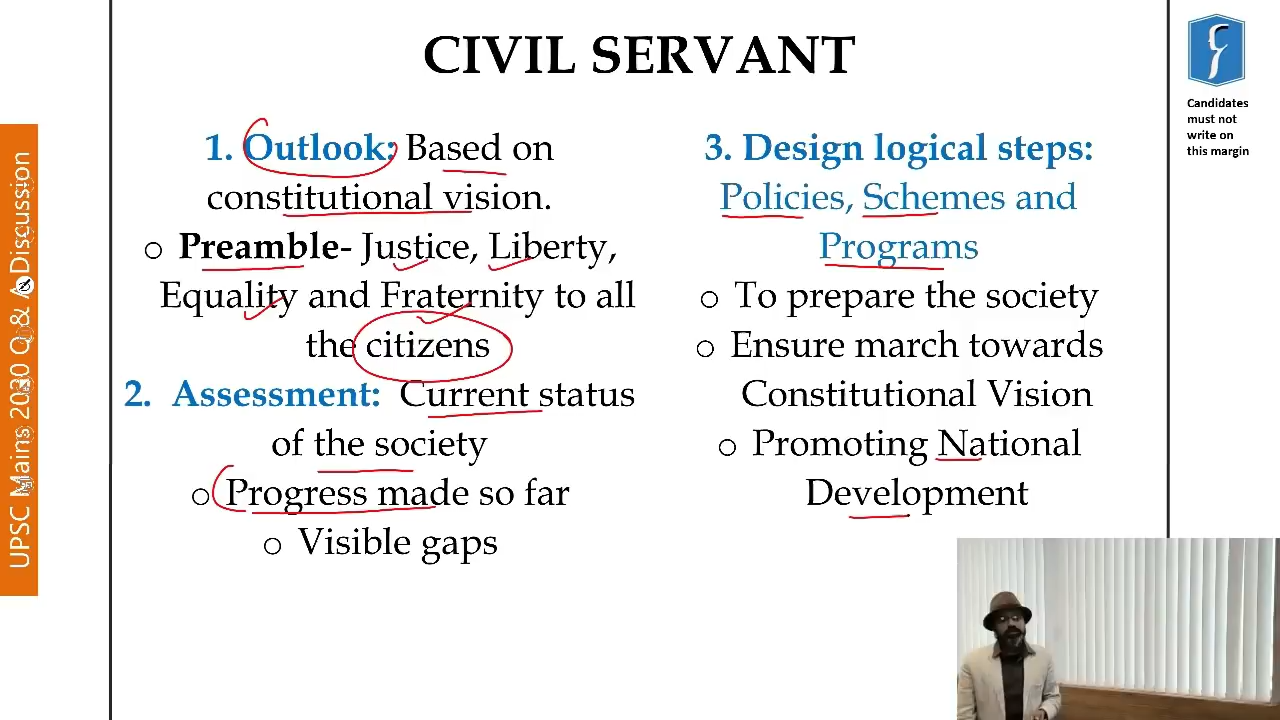 CIVIL SERVANT
1. Outlook: Based on
constitutional vision.
o Preamble- Justice, Liberty,
Equality and Fraternity to all
the citizens
2. Assessment: Current status
of the society
o Progress made so far
o Visible gaps
3. Design logical steps:
Policies, Schemes and
Programs
o To prepare the society
o Ensure march towards
Constitutional Vision
o Promoting National
Development
Candidates
must not
write on
this margin
UPSC Mains 2020 Q & A Discussion